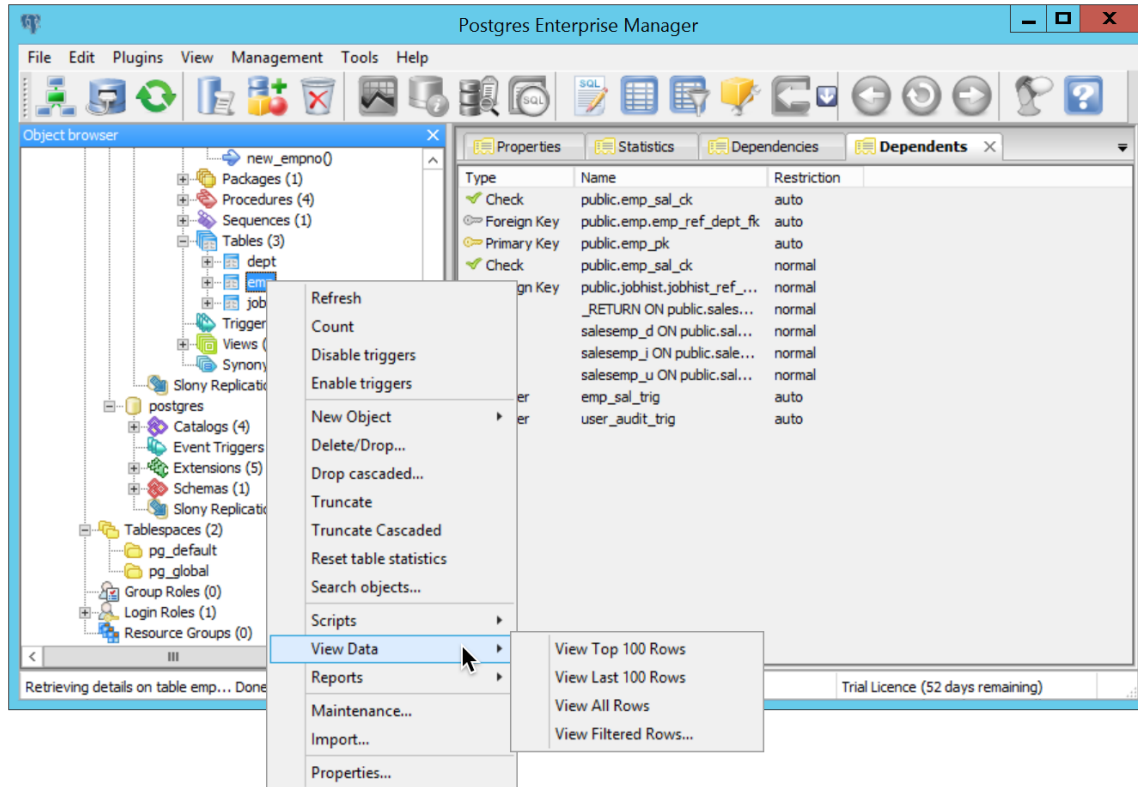 Postgres Enterprise Manager
File Edit Plugins View Management Tools Help
SQL
SQL
Object browser
new_empno()
Packages (1)
Procedures (4)
Sequences (1)
Tables (3)
dept
emp
job
Trigger
Views (
Synony
Slony Replicatio
postgres
Catalogs (4)
Event Triggers
Extensions (5)
Schemas (1)
Slony Replicatio
Tablespaces (2)
pg_default
pg_global
Group Roles (0)
Login Roles (1)
Resource Groups (0)
Properties Statistics Dependencies Dependents
Type Name Restriction
Check public.emp_sal_ck auto
Foreign Key public.emp.emp_ref_dept_fk auto
Primary Key public.emp_pk auto
Check public.emp_sal_ck normal
gn Key public.jobhist.jobhist_ref_... normal
_RETURN ON public.sales... normal
salesemp_d ON public.sal... normal
salesemp_i ON public.sale... normal
salesemp_u ON public.sal... normal
er emp_sal_trig auto
er user_audit_trig auto
Refresh
Count
Disable triggers
Enable triggers
New Object
Delete/Drop...
Drop cascaded...
Truncate
Truncate Cascaded
Reset table statistics
Search objects...
Scripts
View Data
Reports
Maintenance...
Import...
Properties...
View Top 100 Rows
View Last 100 Rows
View All Rows
View Filtered Rows...
Retrieving details on table emp... Done
Trial Licence (52 days remaining)